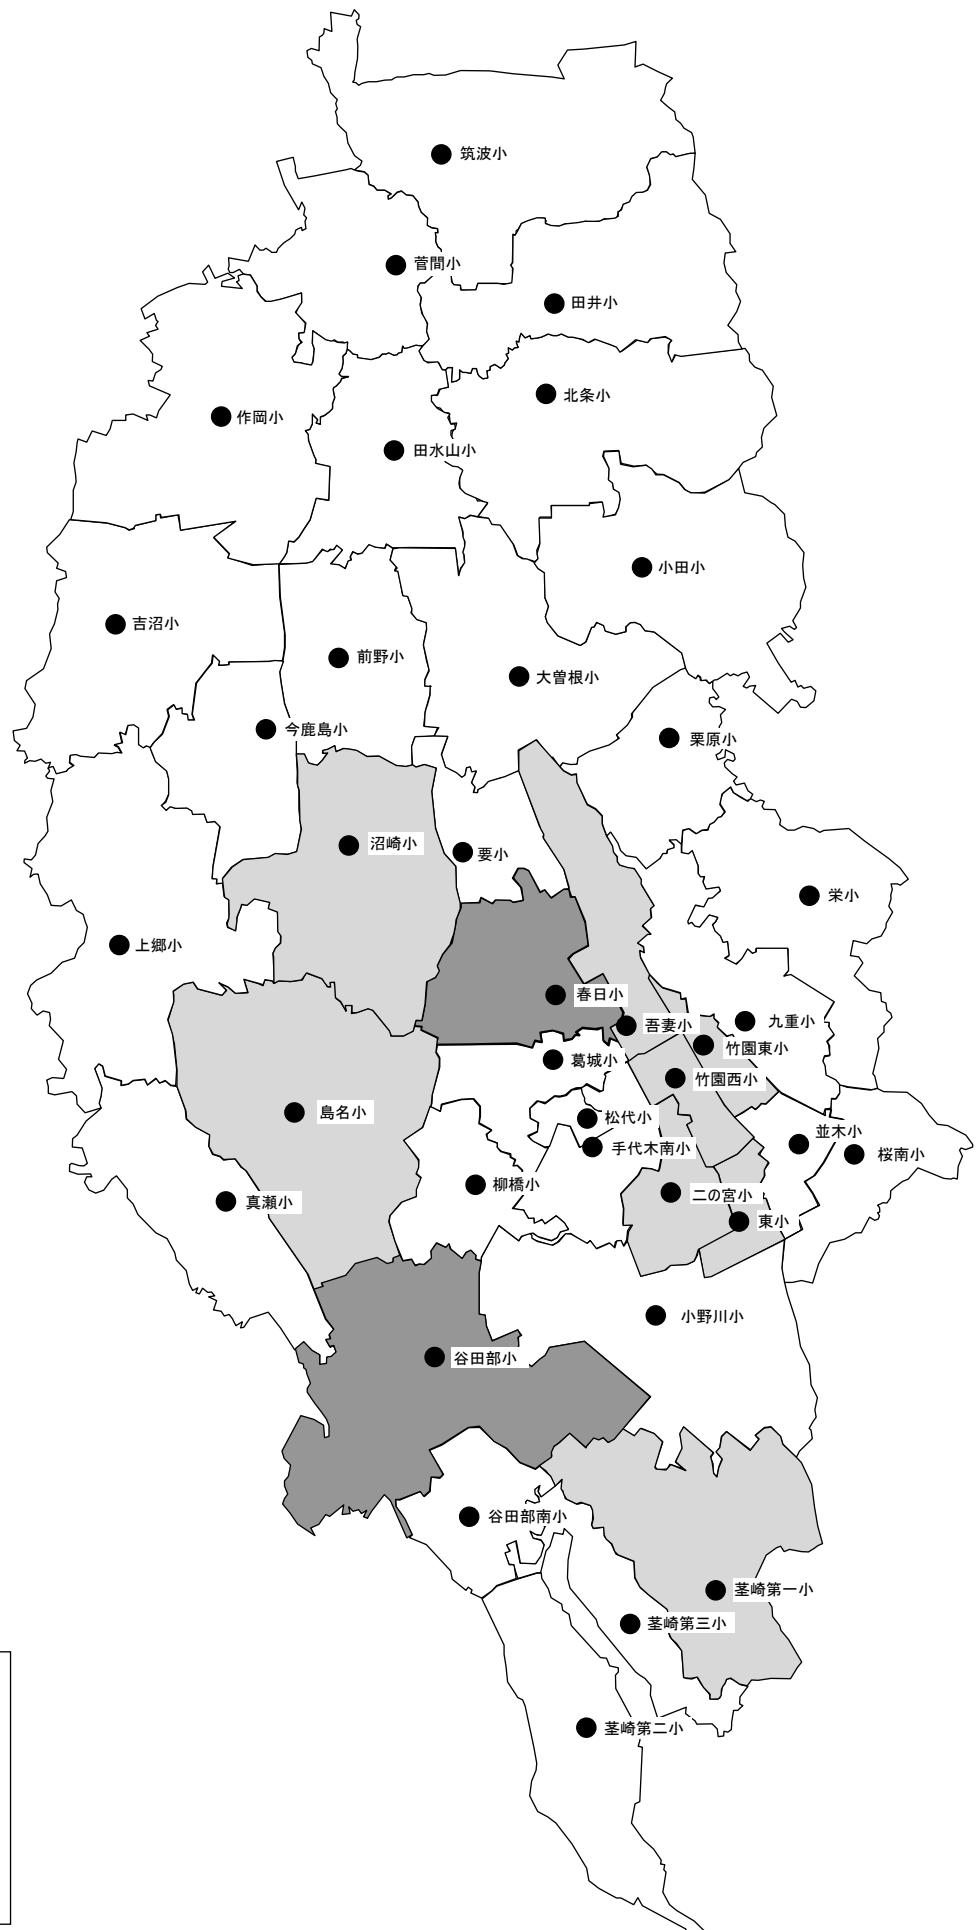 筑波小
菅間小
田井小
北条小
作岡小
田水山小
小田小
吉沼小
前野小
大曽根小
今鹿島小
栗原小
沼崎小
要小
栄小
上郷小
春日小
吾妻小
九重小
竹園東小
葛城小
竹園西小
島名小
松代小
並木小
手代木南小
桜南小
柳橋小
二の宮小
真瀬小
東小
小野川小
谷田部小
谷田部南小
茎崎第一小
茎崎第三小
茎崎第二小